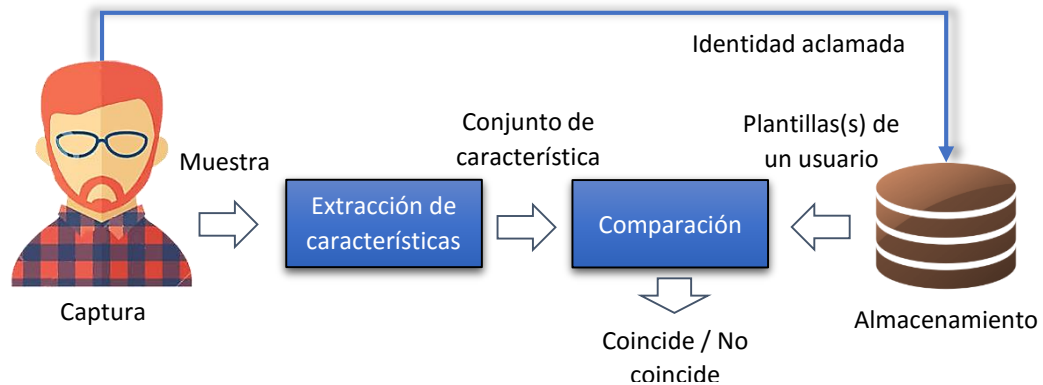 Identidad aclamada
Conjunto de
característica
Plantillas(s) de
un usuario
Muestra
Extracción de
características
Comparación
Captura
Almacenamiento
Coincide / No
coincide